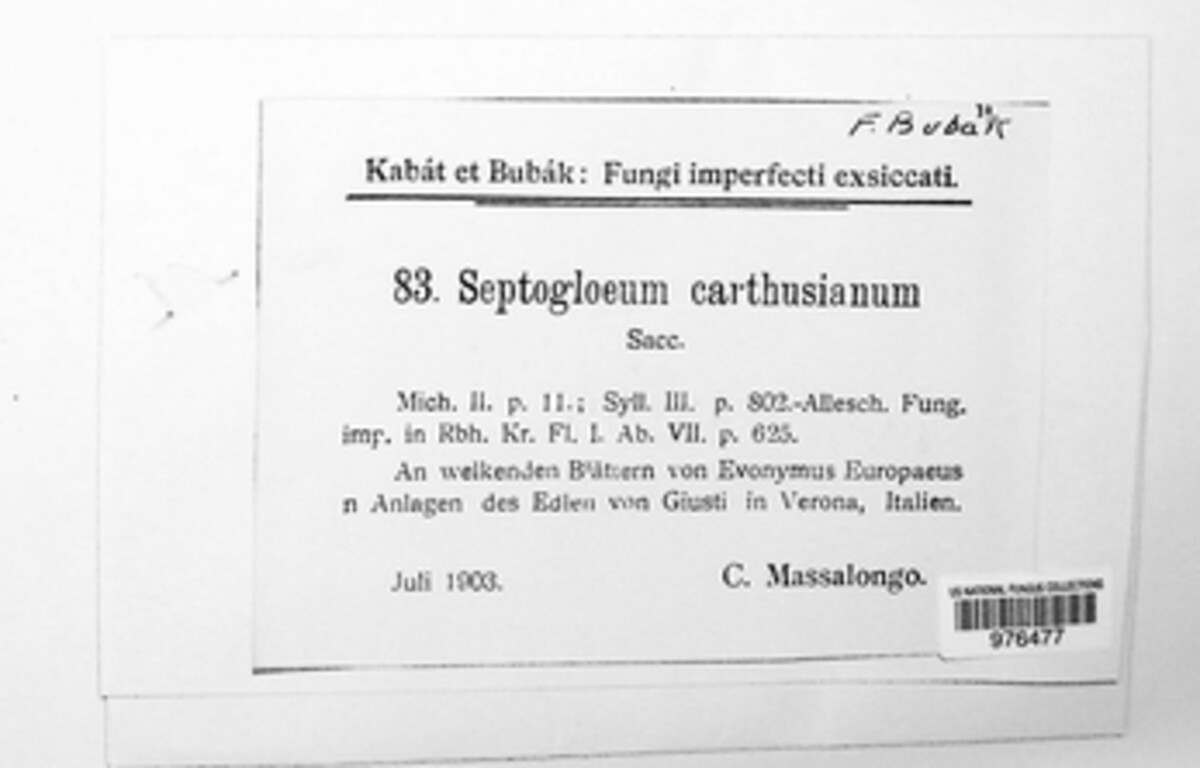 F. Bubák
Kabát et Bubák: Fungi imperfecti exsiccati.
83. Septogloeum carthusianum
Sacc.
Mich. II. p. 11.; Syll. III. p. 802.-Allesch. Fung.
imp. in Rbh. Kr. Fl. I. Ab. VII. p. 625.
An welkenden Blättern von Evonymus Europaeus
n Anlagen des Edlen von Giusti in Verona, Italien.
Juli 1903. C. Massalongo.
US NATIONAL FUNGUS COLLECTIONS
976477